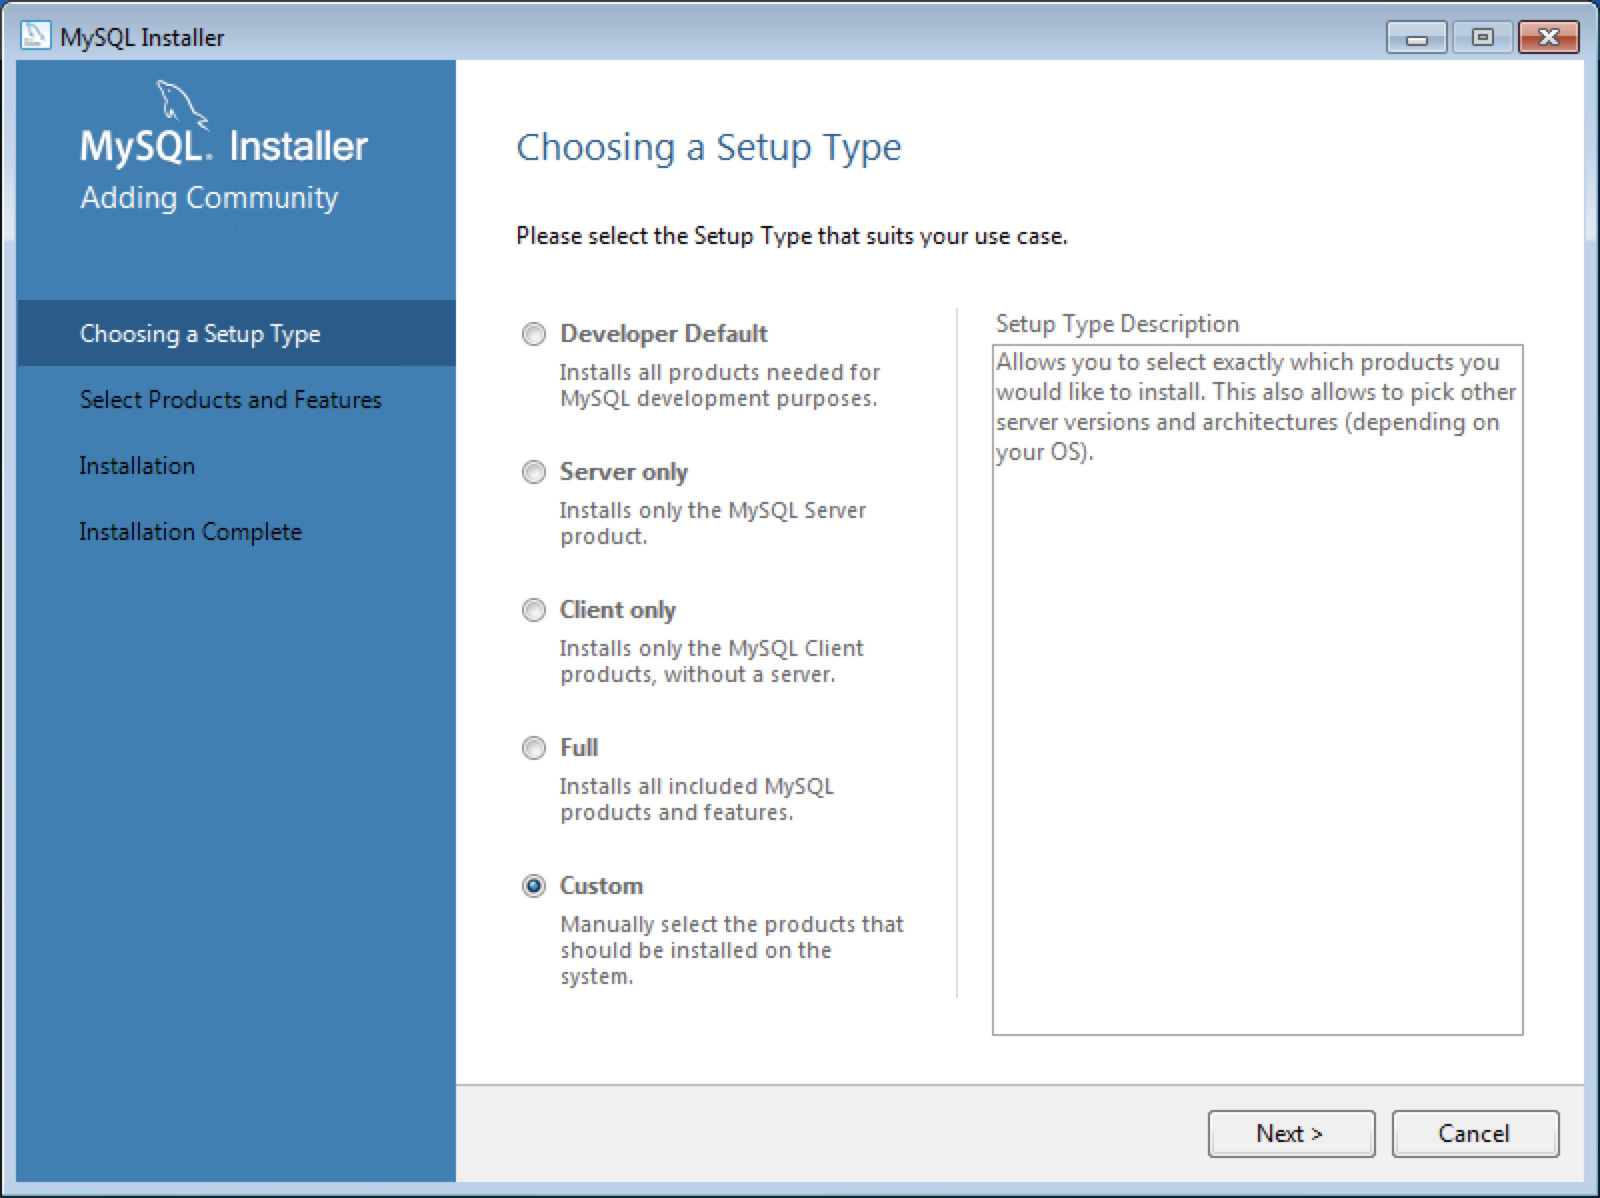 MySQL Installer
MySQL. Installer
Adding Community
Choosing a Setup Type
Select Products and Features
Installation
Installation Complete
Choosing a Setup Type
Please select the Setup Type that suits your use case.
Developer Default
Installs all products needed for
MySQL development purposes.
Server only
Installs only the MySQL Server
product.
Client only
Installs only the MySQL Client
products, without a server.
Full
Installs all included MySQL
products and features.
Custom
Manually select the products that
should be installed on the
system.
Setup Type Description
Allows you to select exactly which products you
would like to install. This also allows to pick other
server versions and architectures (depending on
your OS).
Next >
Cancel